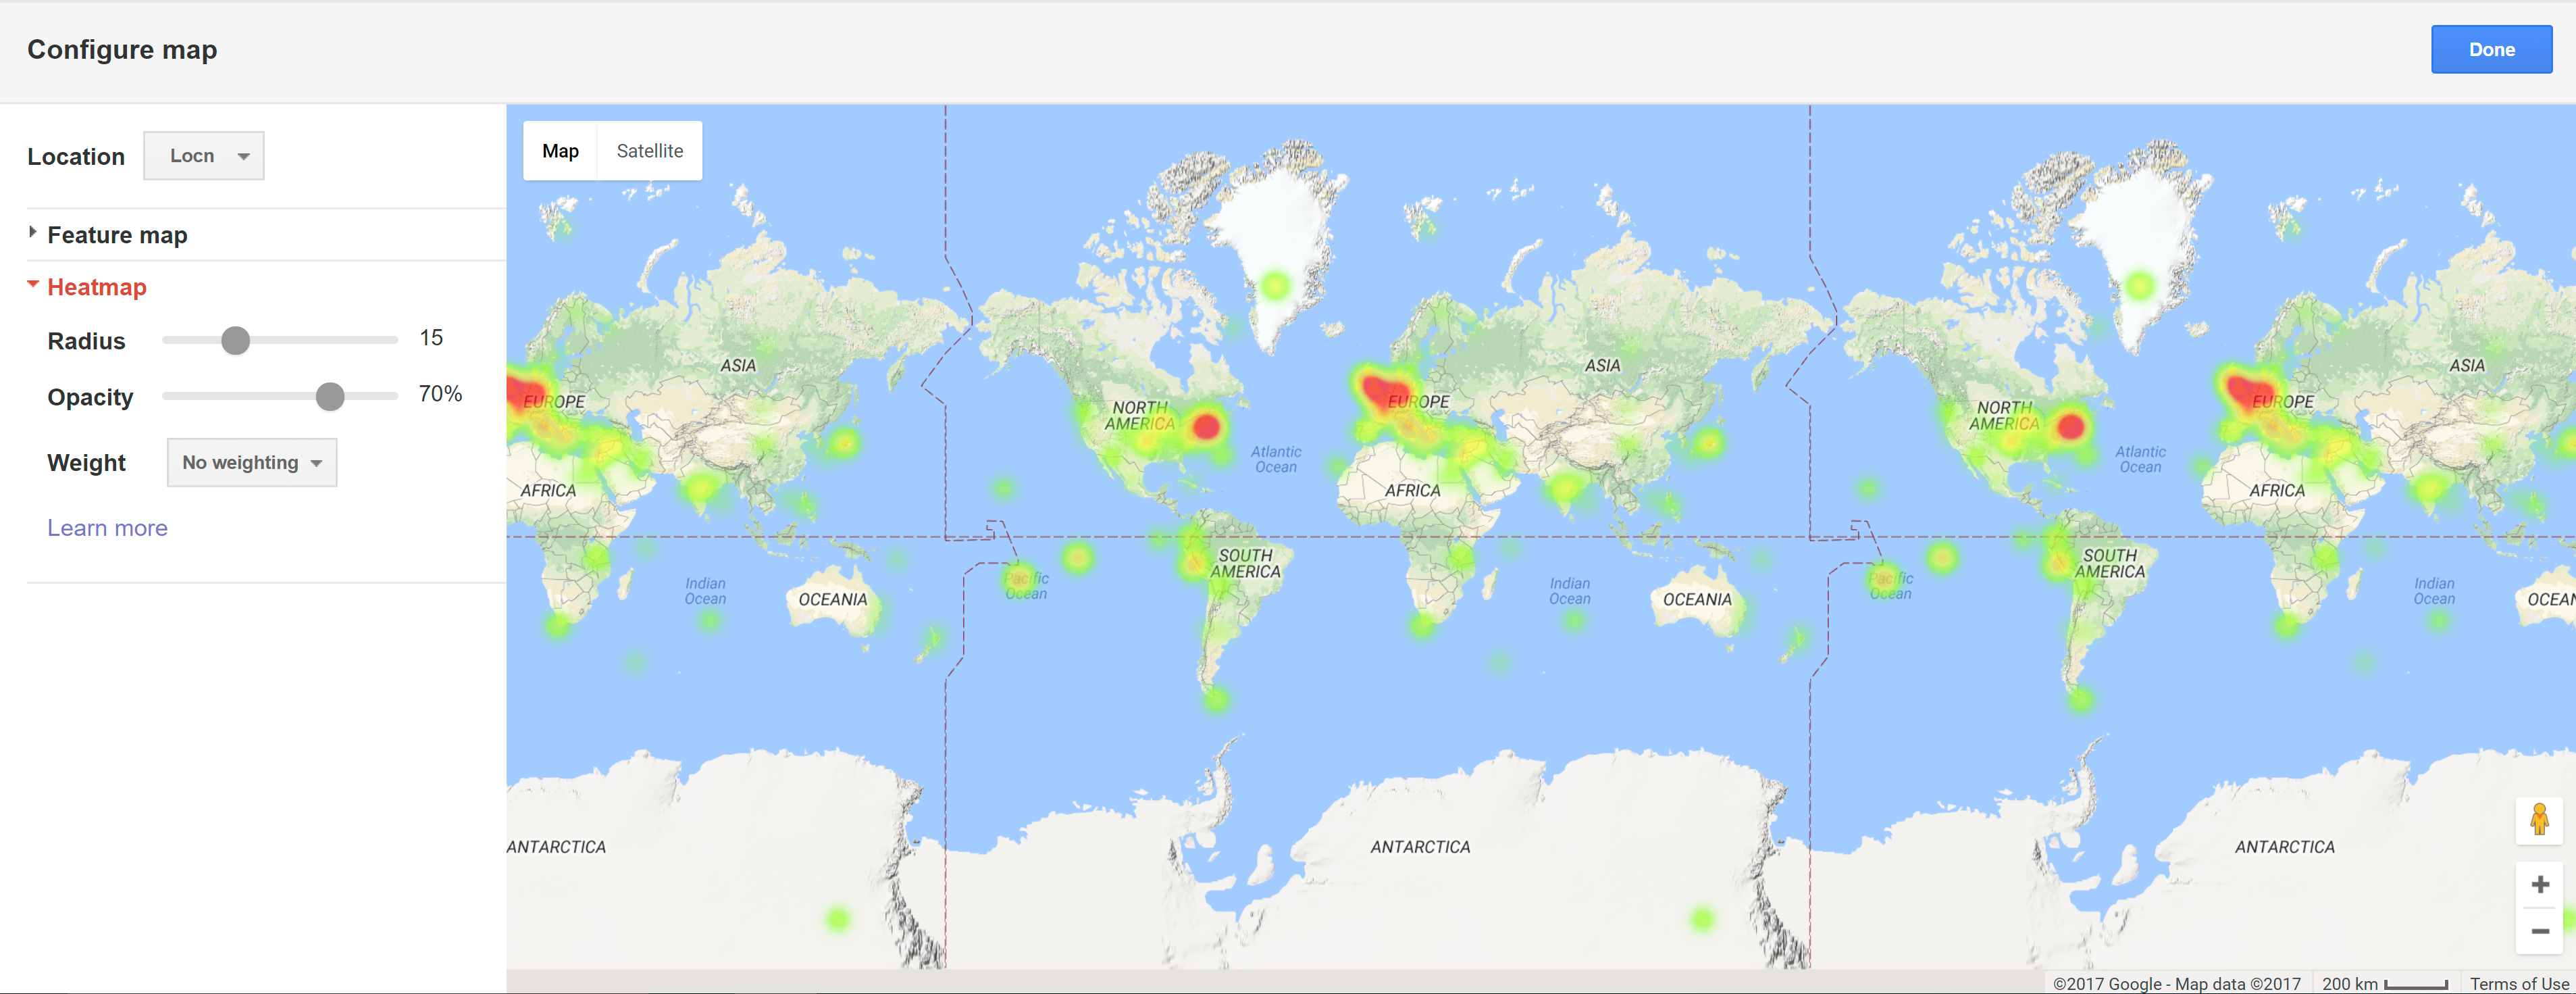 Configure map
Done
Location
Locn
Feature map
Heatmap
Radius
15
Opacity
70%
Weight
No weighting
Learn more
Map
Satellite
ASIA
ASIA
ASIA
EUROPE
NORTH
AMERICA
EUROPE
NORTH
AMERICA
EUROPE
Atlantic
Ocean
Atlantic
Ocean
AFRICA
AFRICA
AFRICA
SOUTH
AMERICA
SOUTH
AMERICA
Indian
Ocean
Pacific
Ocean
Indian
Ocean
Pacific
Ocean
Indian
Ocean
OCEANIA
OCEANIA
OCEAN
ANTARCTICA
ANTARCTICA
ANTARCTICA
©2017 Google - Map data ©2017
200 km
Terms of Use